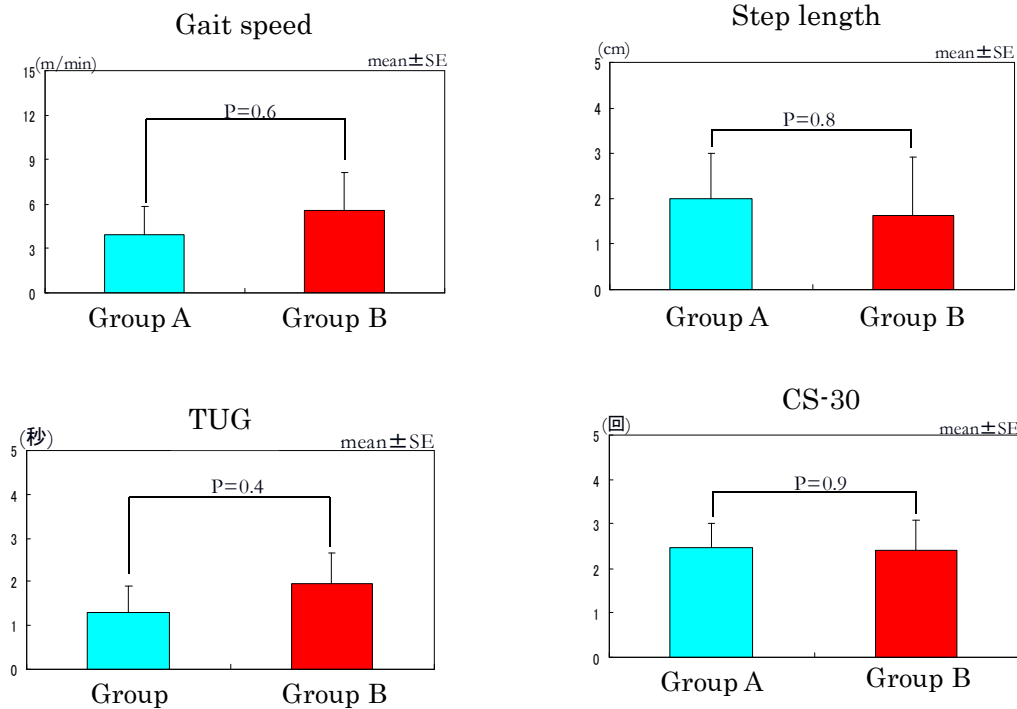 Gait speed
(m/min)
mean±SE
15
12
9
6
3
0
P=0.6
Group A
Group B
Step length
(cm)
5
4
3
2
1
0
P=0.8
Group A
Group B
TUG
(秒)
mean±SE
5
4
3
2
1
0
P=0.4
Group
Group B
CS-30
(回)
mean±SE
5
4
3
2
1
0
P=0.9
Group A
Group B